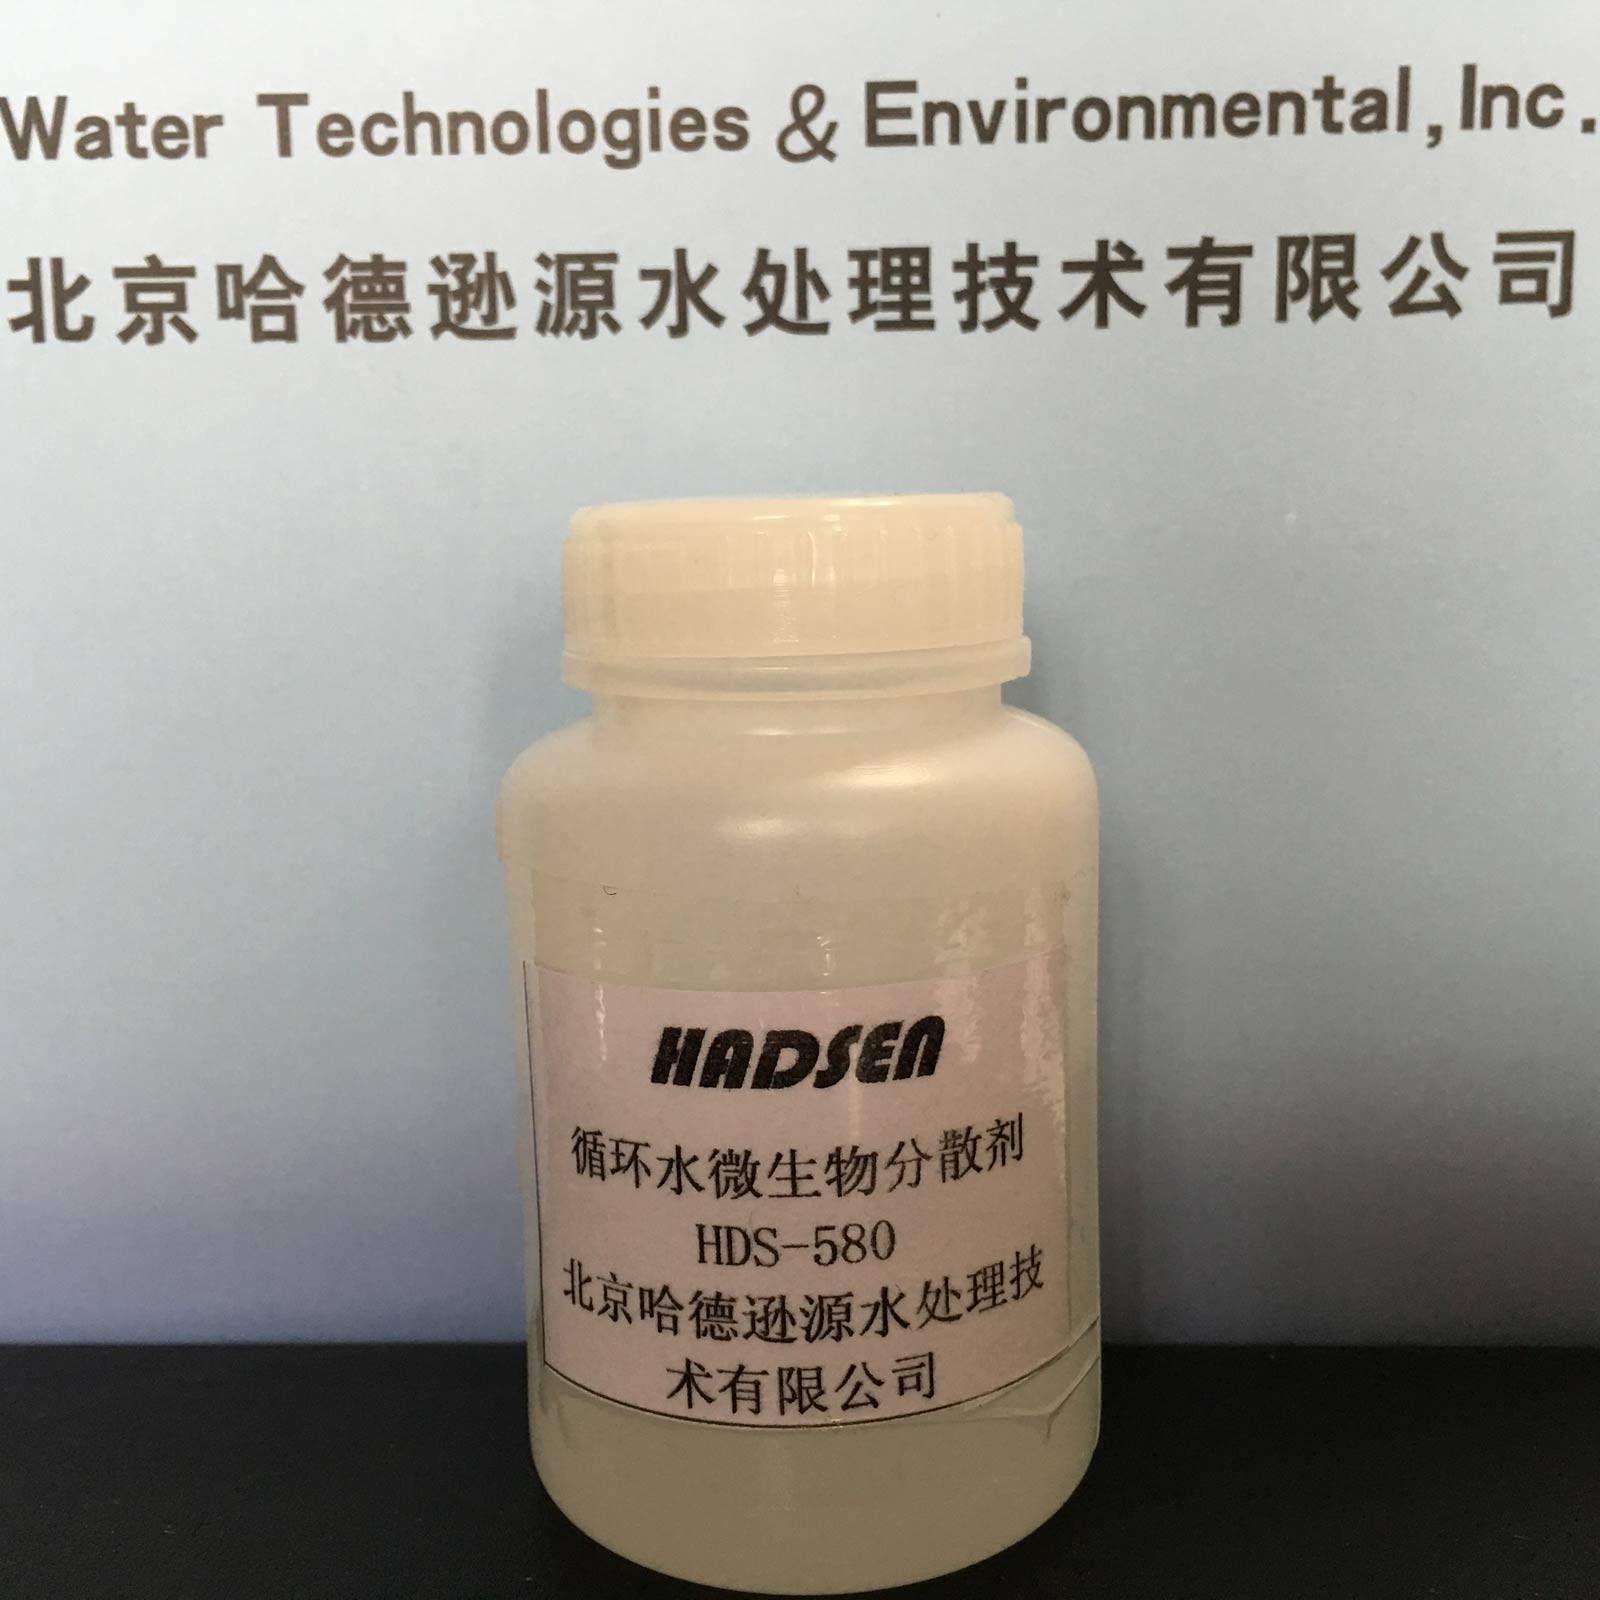 Water Technologies & Environmental, Inc.
北京哈德逊源水处理技术有限公司
HADSEN
循环水微生物分散剂
HDS-580
北京哈德逊源水处理技
术有限公司